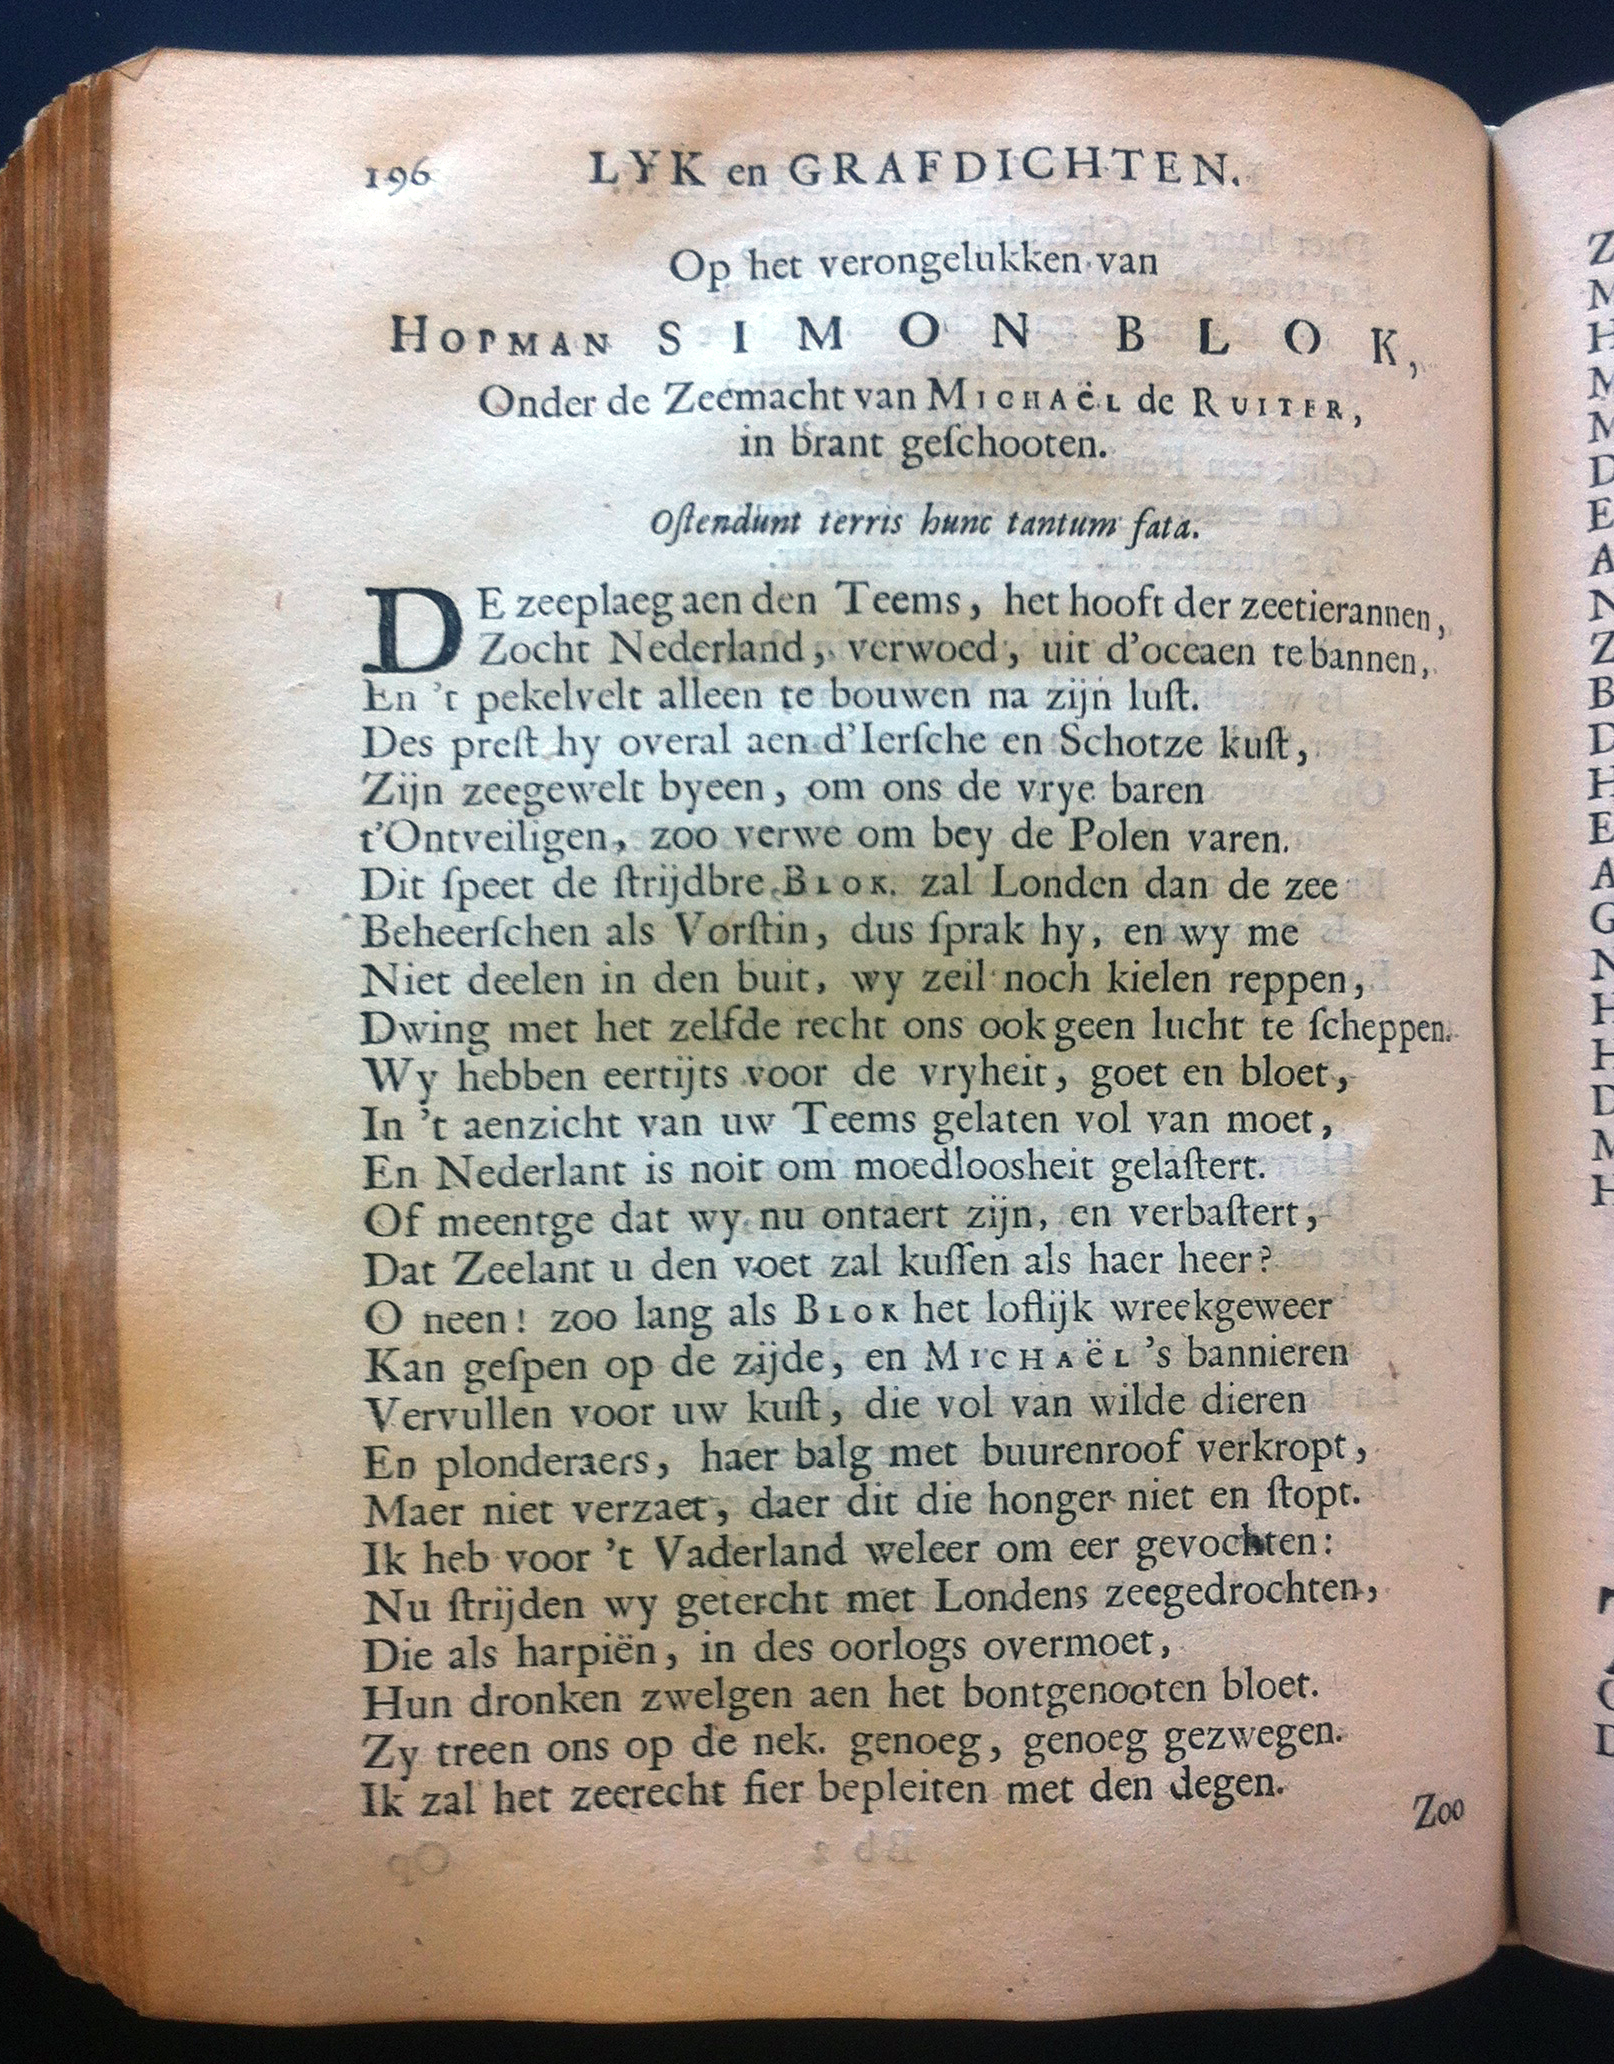 196 LYK en GRAFDICHTEN.
Op het verongelukken van
HOPMAN SIMON BLOK,
Onder de Zeemacht van MICHAËL de RUITER,
in brant geſchooten.
Oſtendunt terris hunc tantum fata.
DE zeeplaeg aen den Teems, het hooft der zeetierannen,
Zocht Nederland, verwoed, uit d'oceaen te bannen,
En 't pekelvelt alleen te bouwen na zijn luſt.
Des preſt hy overal aen d'Ierſche en Schotze kuſt,
Zijn zeegewelt byeen, om ons de vrye baren
t'Ontveiligen, zoo verwe om bey de Polen varen.
Dit ſpeet de ſtrijdbre BLOK. zal Londen dan de zee
Beheerſchen als Vorſtin, dus ſprak hy, en wy me
Niet deelen in den buit, wy zeil noch kielen reppen,
Dwing met het zelfde recht ons ook geen lucht te ſcheppen.
Wy hebben eertijts voor de vryheit, goet en bloet,
In 't aenzicht van uw Teems gelaten vol van moet,
En Nederlant is noit om moedloosheit gelaſtert.
Of meentge dat wy nu ontaert zijn, en verbaſtert,
Dat Zeelant u den voet zal kuſſen als haer heer?
O neen! zoo lang als BLOK het loflijk wreekgeweer
Kan geſpen op de zijde, en MICHAËL's bannieren
Vervullen voor uw kuſt, die vol van wilde dieren
En plonderaers, haer balg met buurenroof verkropt,
Maer niet verzaet, daer dit die honger niet en ſtopt.
Ik heb voor 't Vaderland weleer om eer gevochten:
Nu ſtrijden wy getercht met Londens zeegedrochten,
Die als harpiën, in des oorlogs overmoet,
Hun dronken zwelgen aen het bontgenooten bloet.
Zy treen ons op de nek. genoeg, genoeg gezwegen.
Ik zal het zeerecht fier bepleiten met den degen.
Zoo